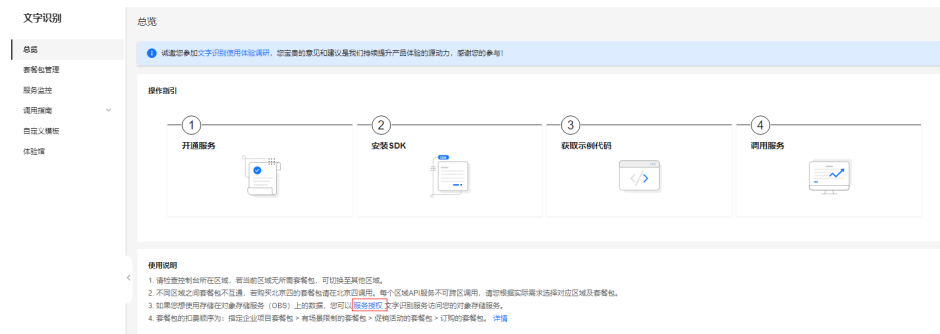 文字识别
总览
套餐包管理
服务监控
调用指南
自定义模板
体验馆
总览
诚邀您参加文字识别使用体验调研，您宝贵的意见和建议是我们持续提升产品体验的源动力，感谢您的参与!
操作指引
1
开通服务
2
安装SDK
3
获取示例代码
4
调用服务
使用说明
1. 请检查控制台所在区域，若当前区域无所需套餐包，可切换至其他区域。
2. 不同区域之间套餐包不互通，若购买北京四的套餐包请在北京四调用。每个区域API服务不可跨区调用，请您根据实际需求选择对应区域及套餐包。
3. 如果您想使用存储在对象存储服务（OBS）上的数据，您可以 服务授权 文字识别服务访问您的对象存储服务。
4. 套餐包的扣费顺序为：指定企业项目套餐包 > 有场景限制的套餐包 > 促销活动的套餐包 > 订购的套餐包。 详情